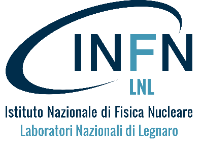 INFN
LNL
Istituto Nazionale di Fisica Nucleare
Laboratori Nazionali di Legnaro